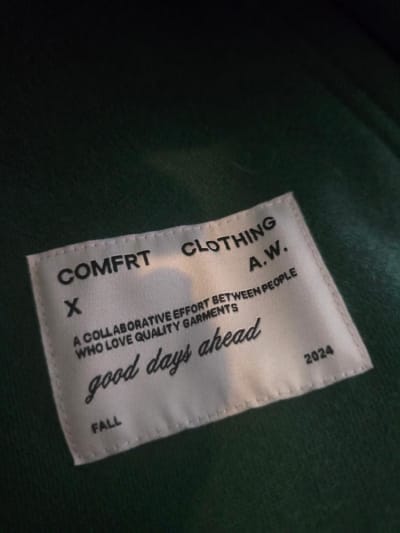 COMFRT CLOTHING
X A.W.
A COLLABORATIVE EFFORT BETWEEN PEOPLE
WHO LOVE QUALITY GARMENTS
good days ahead
FALL 2024